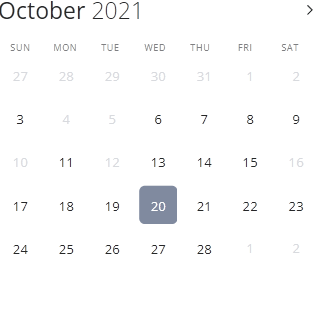 October 2021
SUN MON TUE WED THU FRI SAT
27 28 29 30 31 1 2
3 4 5 6 7 8 9
10 11 12 13 14 15 16
17 18 19 20 21 22 23
24 25 26 27 28 1 2